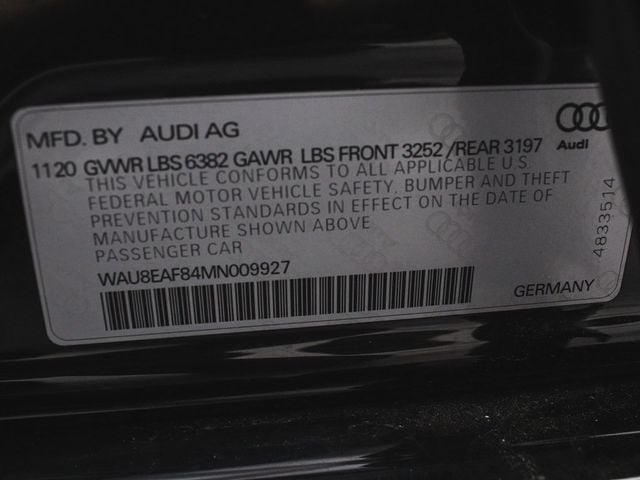 MFD. BY AUDI AG
Audi
1120 GVWR LBS 6382 GAWR LBS FRONT 3252 /REAR 3197
THIS VEHICLE CONFORMS TO ALL APPLICABLE U.S.
FEDERAL MOTOR VEHICLE SAFETY, BUMPER AND THEFT
PREVENTION STANDARDS IN EFFECT ON THE DATE OF
MANUFACTURE SHOWN ABOVE
PASSENGER CAR
WAU8EAF84MN009927
GERMANY
4833514